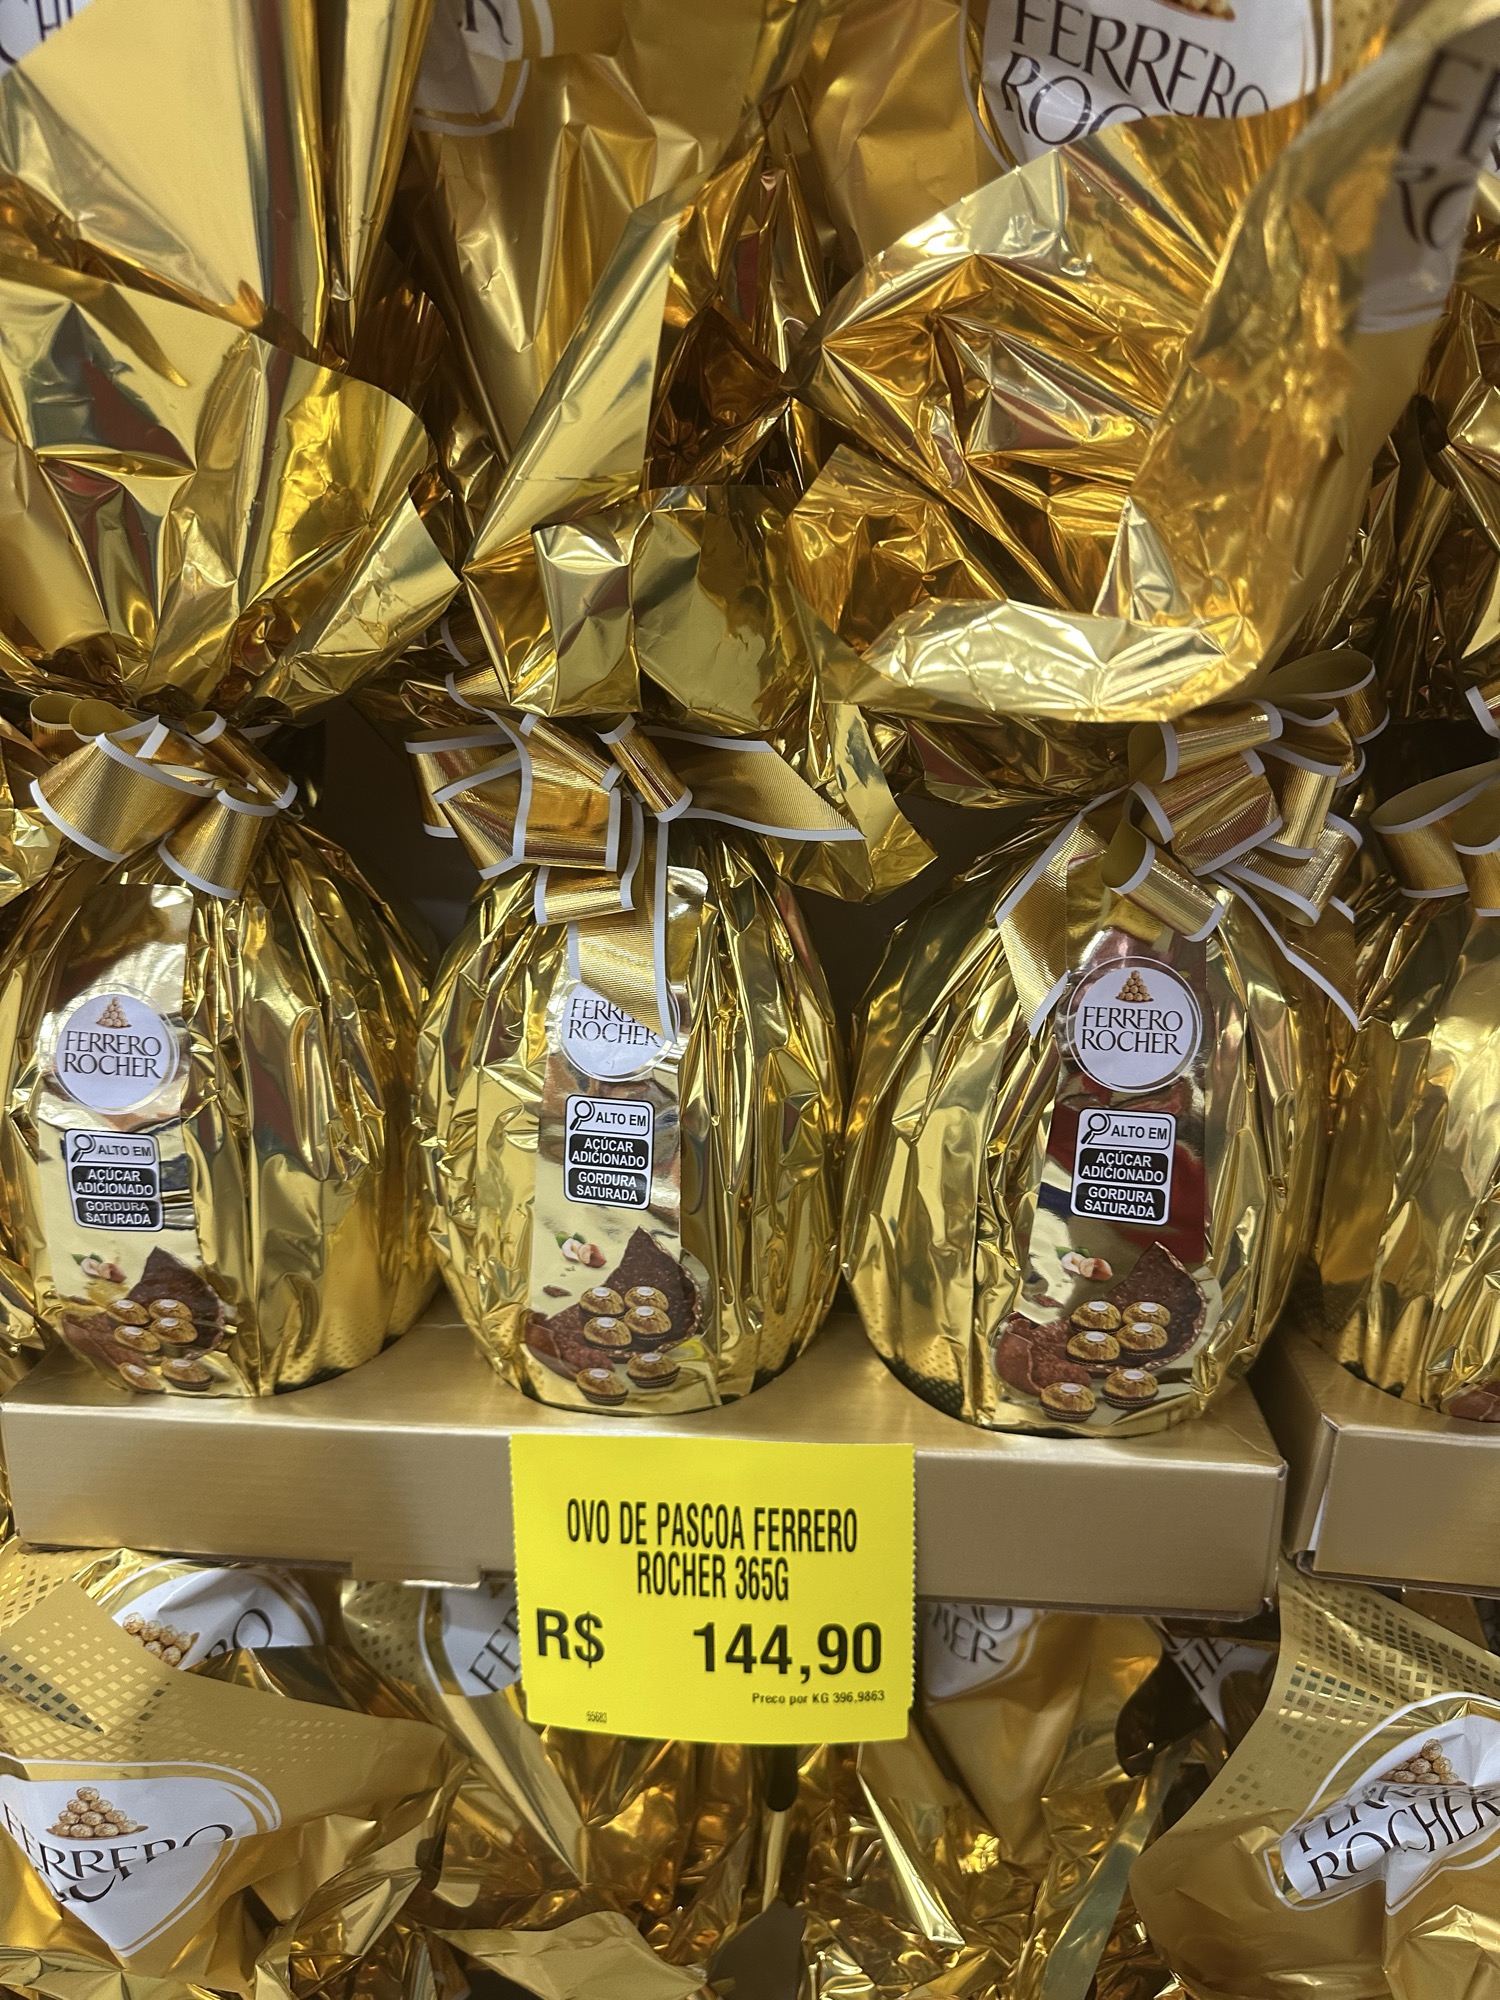 FERRERO
FERRERO
ROCHER
ALTO EM
AÇÚCAR
ADICIONADO
GORDURA
SATURADA
ROCHER
ALTO EM
AÇÚCAR
ADICIONADO
GORDURA
SATURADA
FERRERO
ROCHER
ALTO EM
AÇÚCAR
ADICIONADO
GORDURA
SATURADA
OVO DE PASCOA FERRERO
ROCHER 365G
R$ 144,90
Preco por KG 396,9863
ROCHER